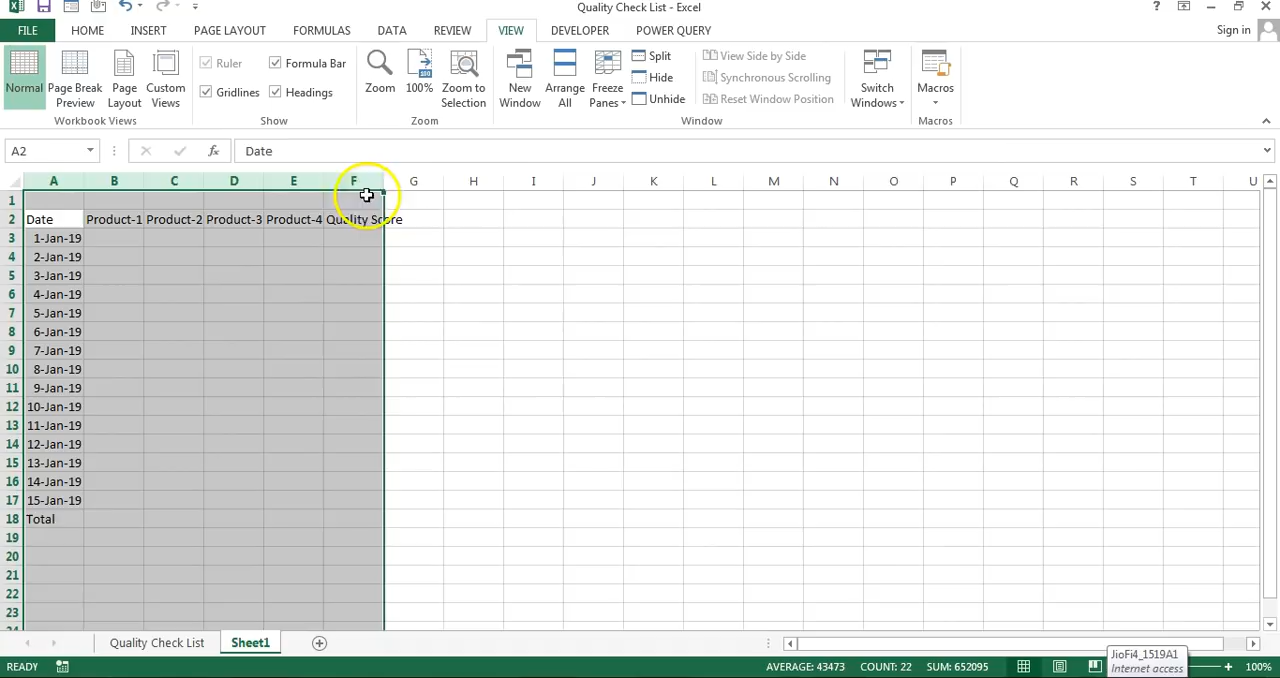 Quality Check List - Excel
?
Sign in
FILE HOME INSERT PAGE LAYOUT FORMULAS DATA REVIEW VIEW DEVELOPER POWER QUERY
Normal
Page Break Preview
Page Layout
Custom Views
Workbook Views
Ruler Formula Bar
Gridlines Headings
Show
Zoom
100%
Zoom to Selection
Zoom
New Window
Arrange All
Freeze Panes
Split
Hide
Unhide
View Side by Side
Synchronous Scrolling
Reset Window Position
Window
Switch Windows
Macros
Macros
A2 fx Date
A B C D E F G H I J K L M N O P Q R S T U
1
2 Date Product-1 Product-2 Product-3 Product-4 Quality Score
3 1-Jan-19
4 2-Jan-19
5 3-Jan-19
6 4-Jan-19
7 5-Jan-19
8 6-Jan-19
9 7-Jan-19
10 8-Jan-19
11 9-Jan-19
12 10-Jan-19
13 11-Jan-19
14 12-Jan-19
15 13-Jan-19
16 14-Jan-19
17 15-Jan-19
18 Total
19
20
21
22
23
24
Quality Check List Sheet1
READY AVERAGE: 43473 COUNT: 22 SUM: 652095 100%
JioFi4_1519A1
Internet access